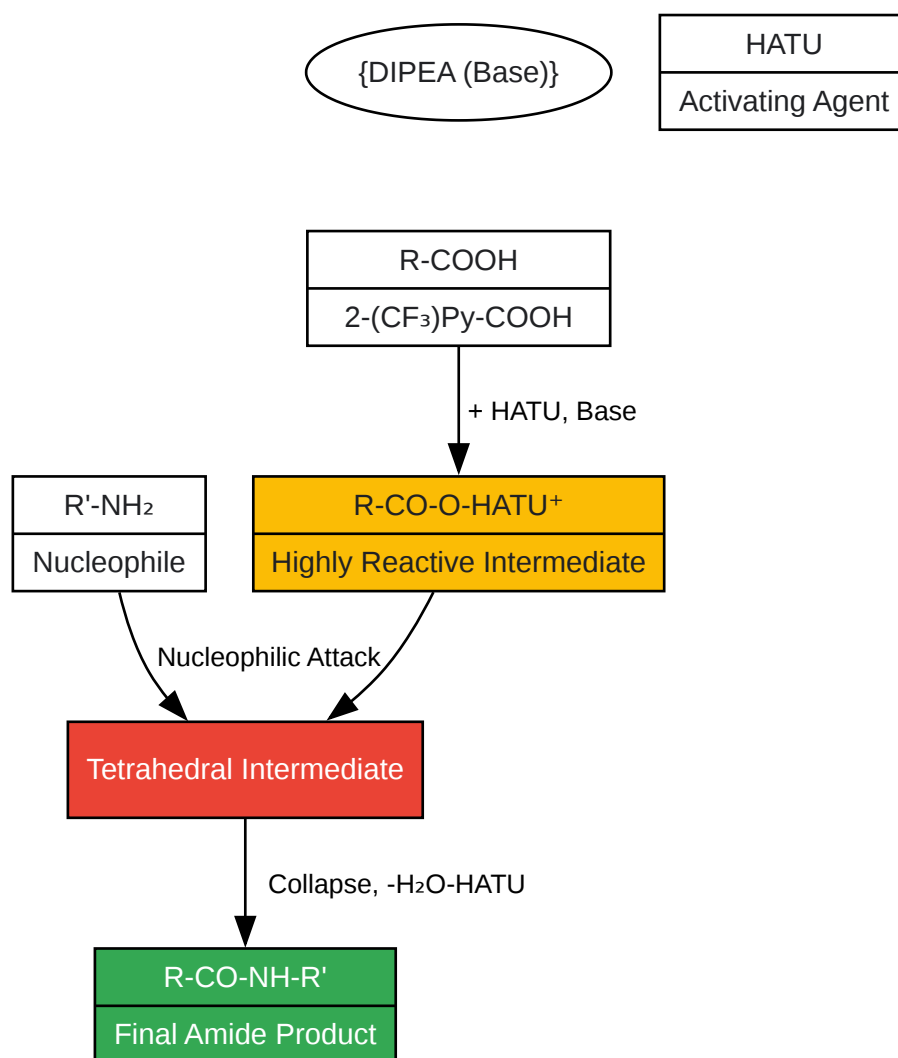 {DIPEA (Base)}
HATU
Activating Agent
R-COOH
2-(CF₃)Py-COOH
+ HATU, Base
R'-NH₂
Nucleophile
R-CO-O-HATU⁺
Highly Reactive Intermediate
Nucleophilic Attack
Tetrahedral Intermediate
Collapse, -H₂O-HATU
R-CO-NH-R'
Final Amide Product